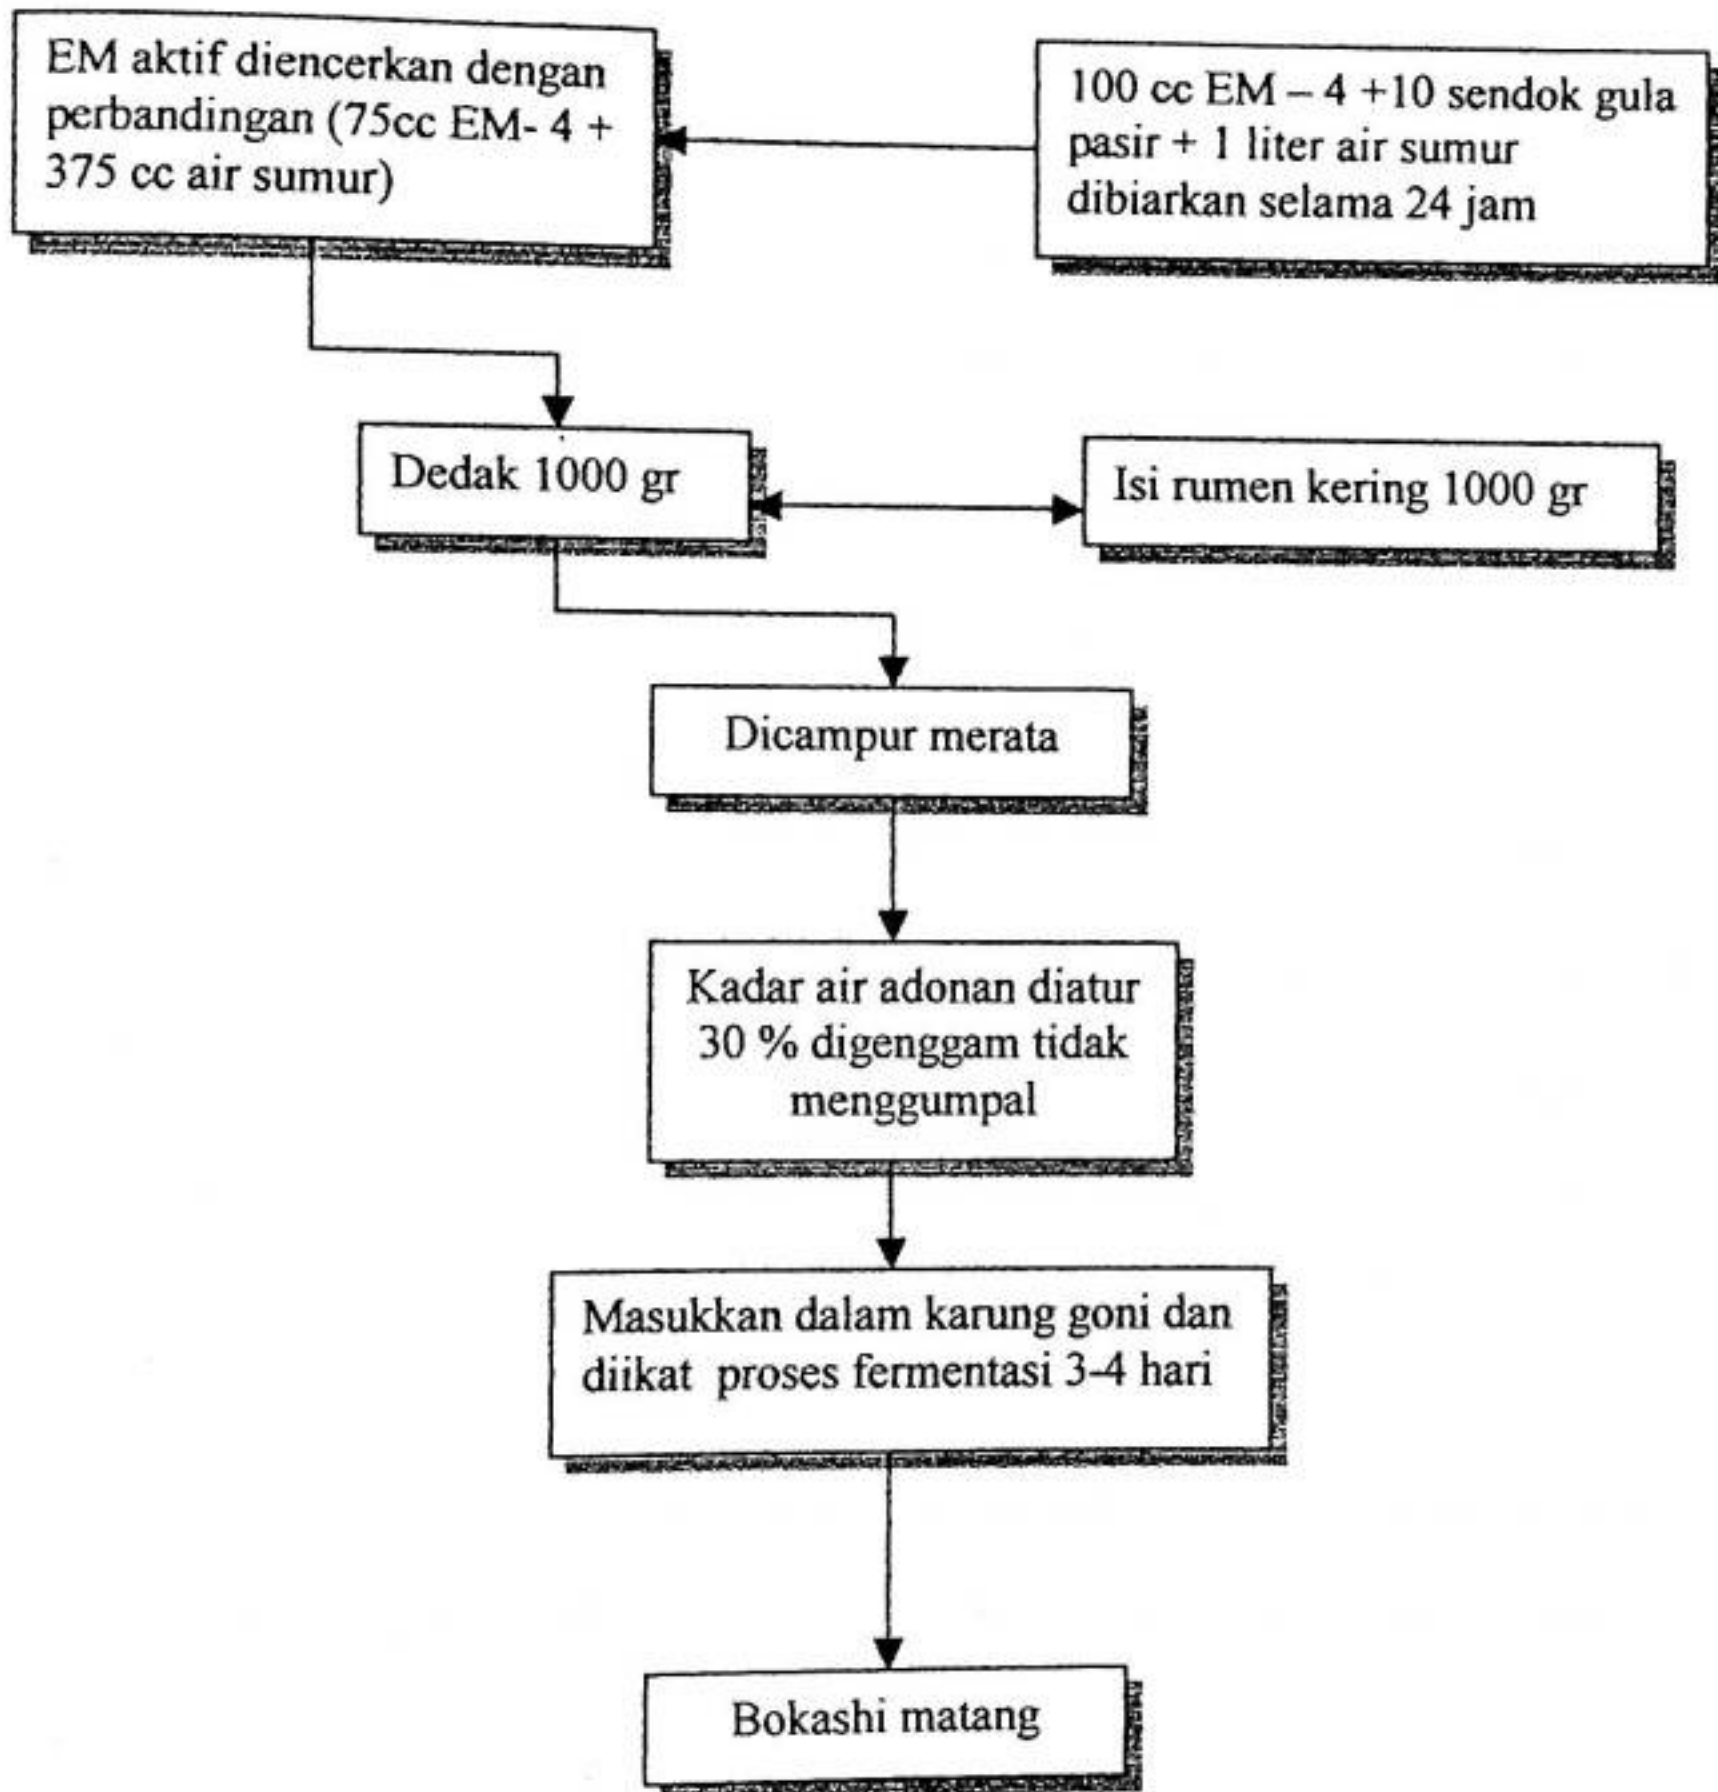 EM aktif diencerkan dengan
perbandingan (75cc EM- 4 +
375 cc air sumur)
100 cc EM – 4 +10 sendok gula
pasir + 1 liter air sumur
dibiarkan selama 24 jam
Dedak 1000 gr
Isi rumen kering 1000 gr
Dicampur merata
Kadar air adonan diatur
30 % digenggam tidak
menggumpal
Masukkan dalam karung goni dan
diikat proses fermentasi 3-4 hari
Bokashi matang